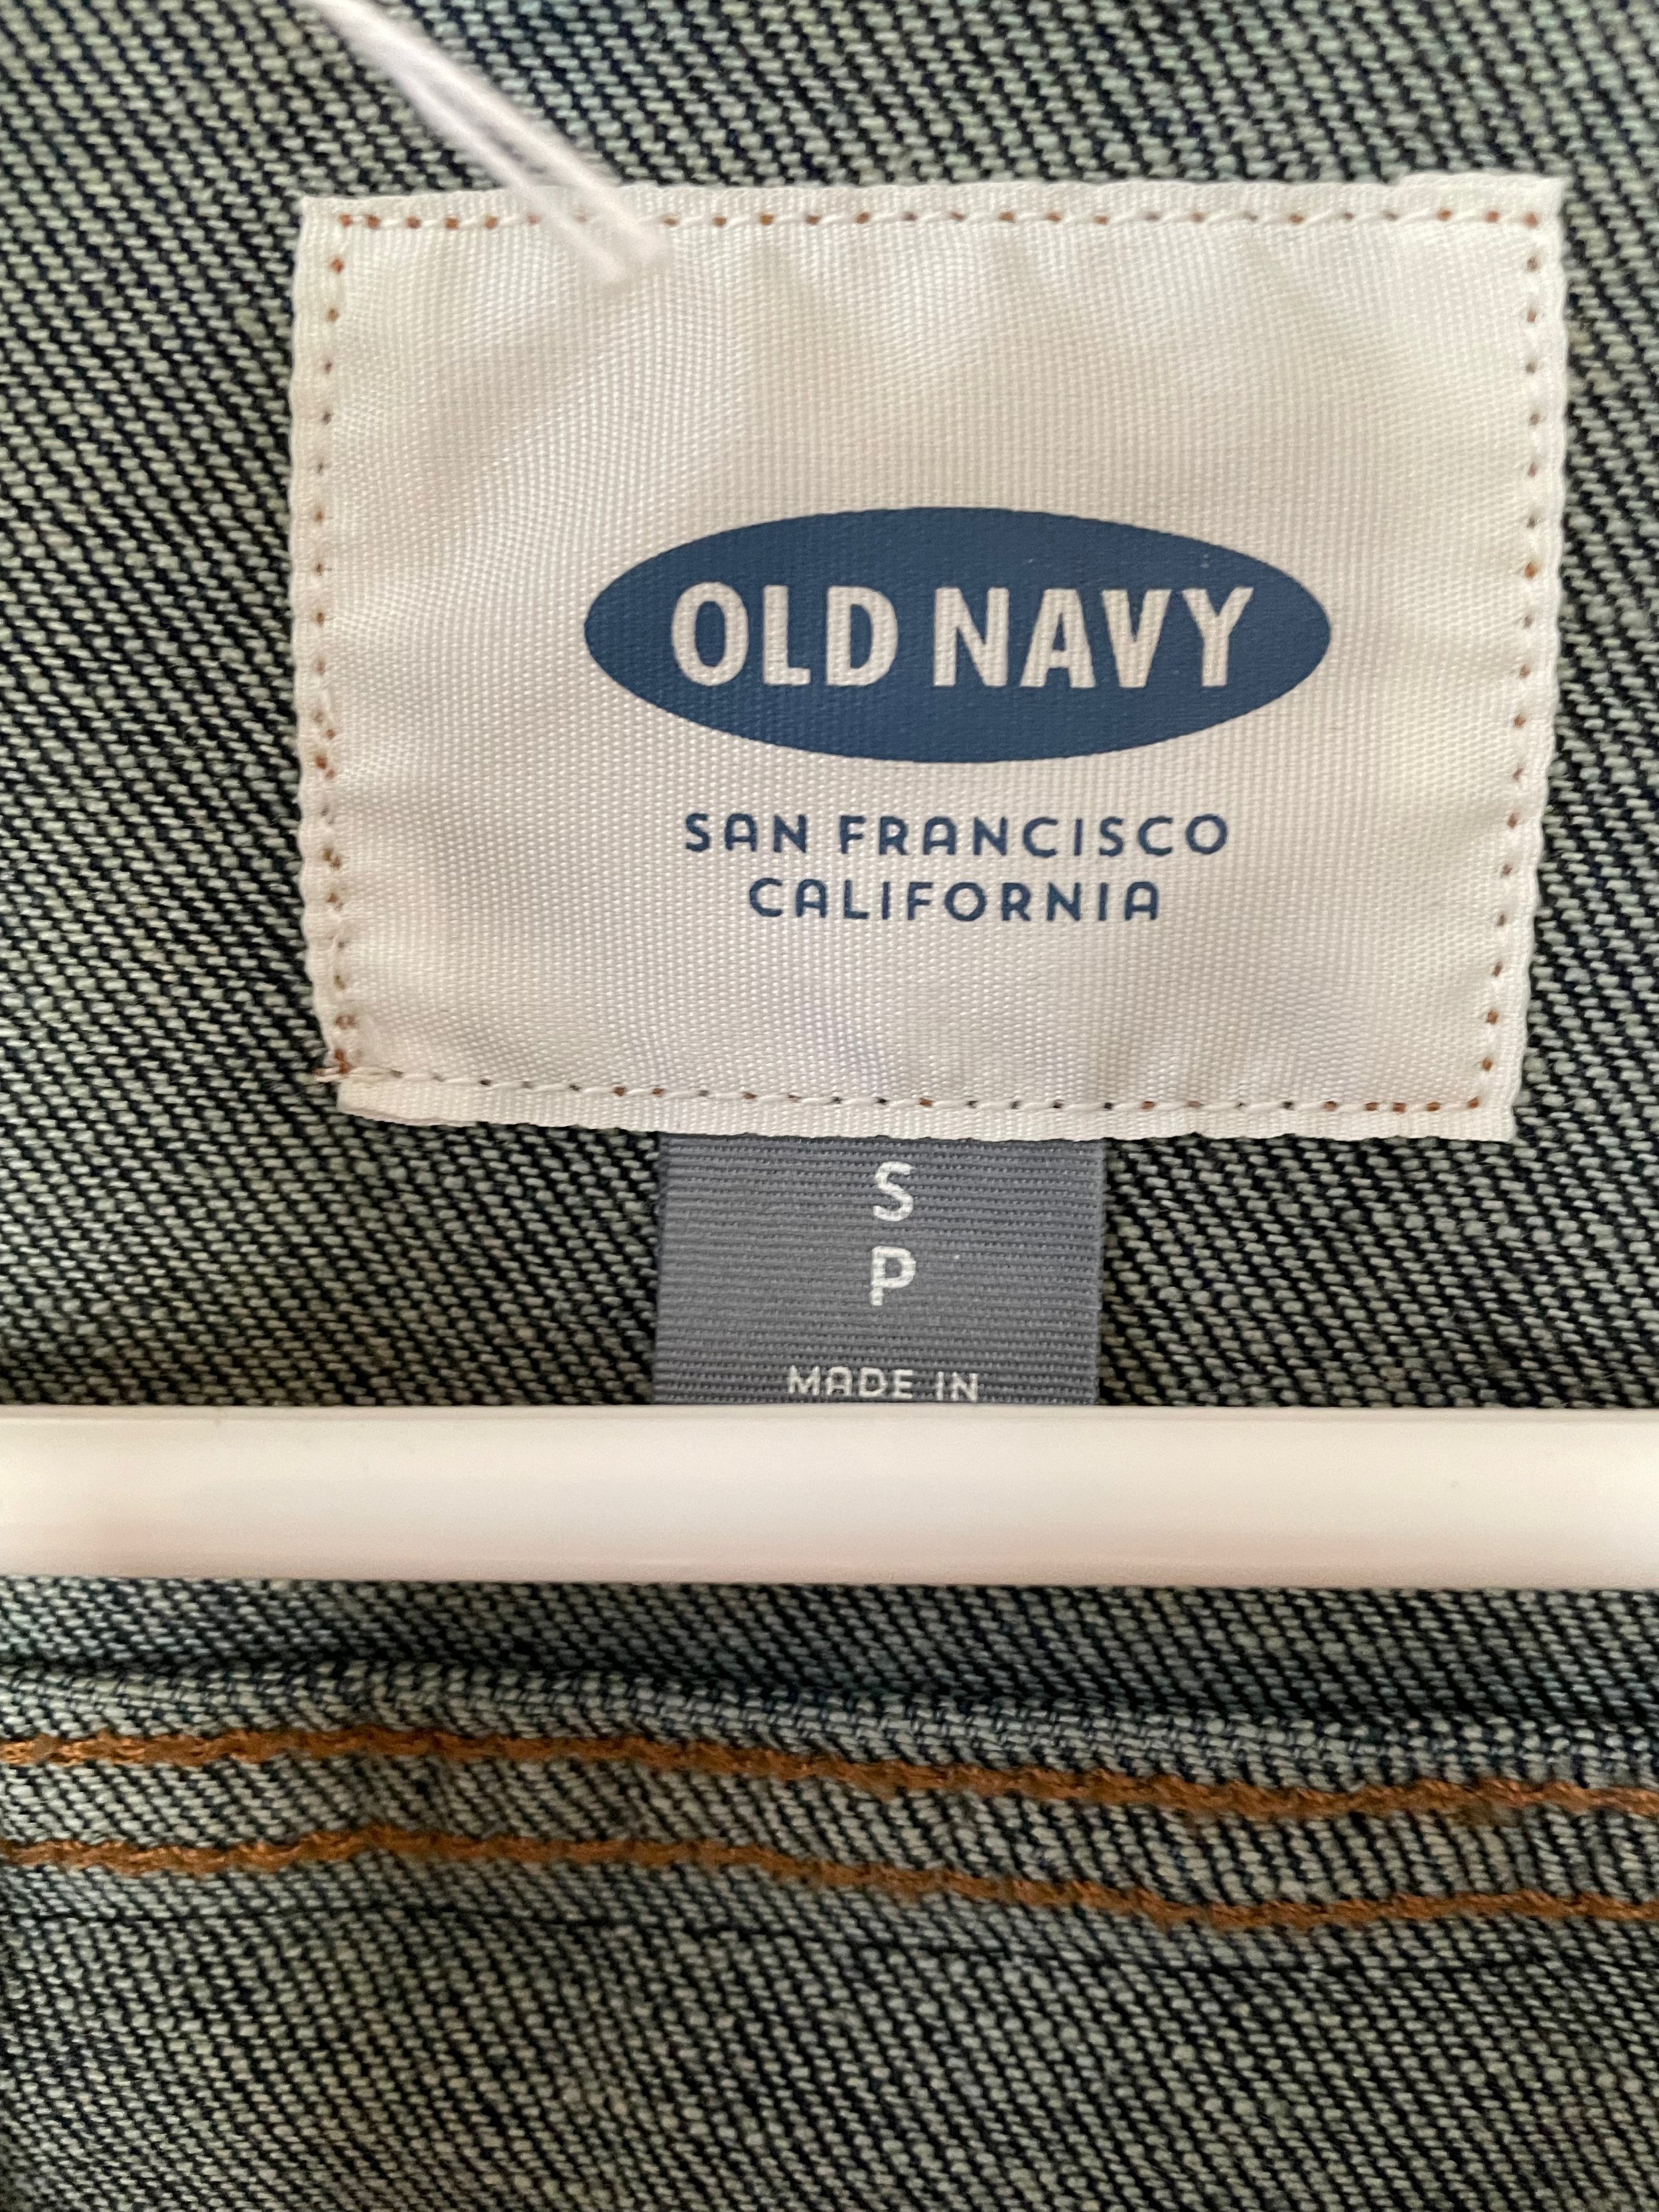 OLD NAVY
SAN FRANCISCO
CALIFORNIA
S
P
MADE IN